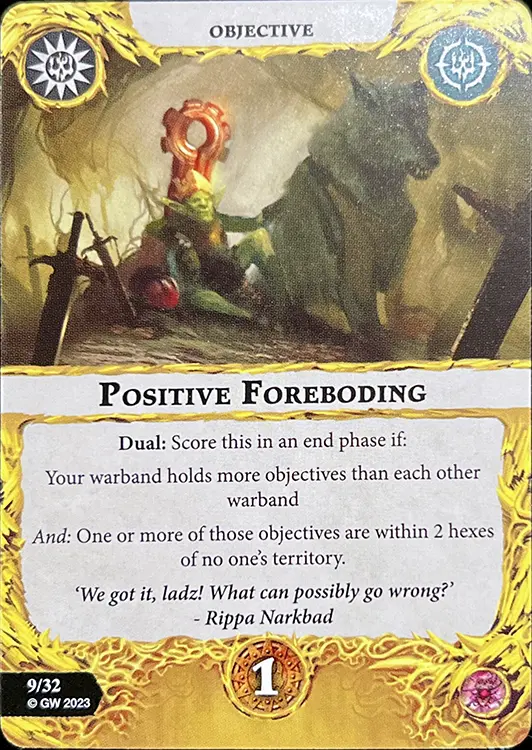 OBJECTIVE
POSITIVE FOREBODING
Dual: Score this in an end phase if:
Your warband holds more objectives than each other
warband
And: One or more of those objectives are within 2 hexes
of no one's territory.
‘We got it, ladz! What can possibly go wrong?’
- Rippa Narkbad
1
9/32
© GW 2023